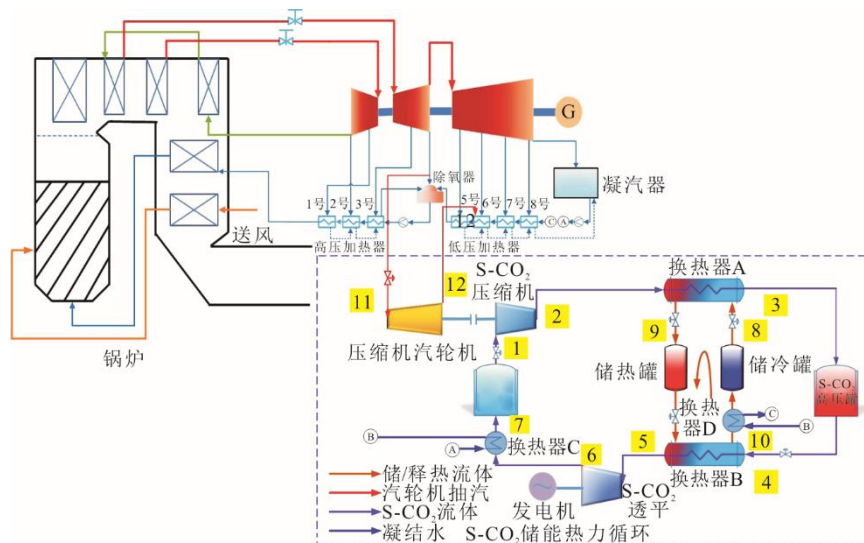 G
除氧器
凝汽器
1号
2号
3号
5号
6号
7号
8号
12
C
A
送风
高压加热器
低压加热器
锅炉
S-CO₂
压缩机
换热器A
11
12
2
3
9
8
压缩机汽轮机
1
储热罐
储冷罐
S-CO₂
高压罐
换热
器D
C
B
7
B
A
换热器C
6
5
10
换热器B
4
储/释热流体
汽轮机抽汽
S-CO₂流体
凝结水
发电机
S-CO₂
透平
S-CO₂储能热力循环